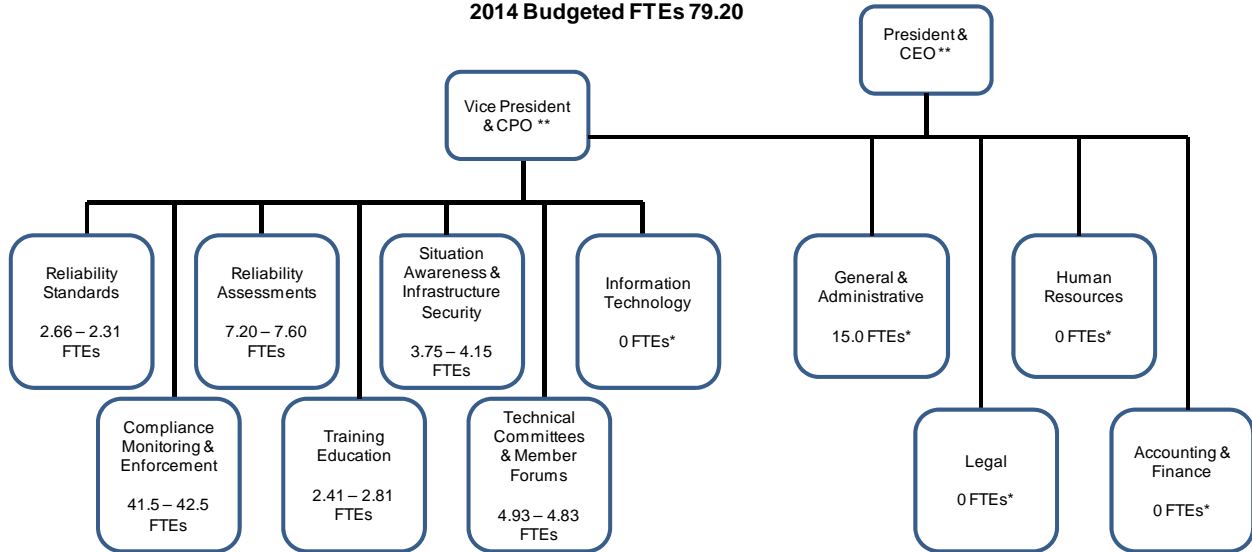 2014 Budgeted FTEs 79.20
President &
CEO **
Vice President
& CPO **
Reliability
Standards
2.66 – 2.31
FTEs
Reliability
Assessments
7.20 – 7.60
FTEs
Situation
Awareness &
Infrastructure
Security
3.75 – 4.15
FTEs
Information
Technology
0 FTEs*
General &
Administrative
15.0 FTEs*
Human
Resources
0 FTEs*
Compliance
Monitoring &
Enforcement
41.5 – 42.5
FTEs
Training
Education
2.41 – 2.81
FTEs
Technical
Committees
& Member
Forums
4.93 – 4.83
FTEs
Legal
0 FTEs*
Accounting &
Finance
0 FTEs*